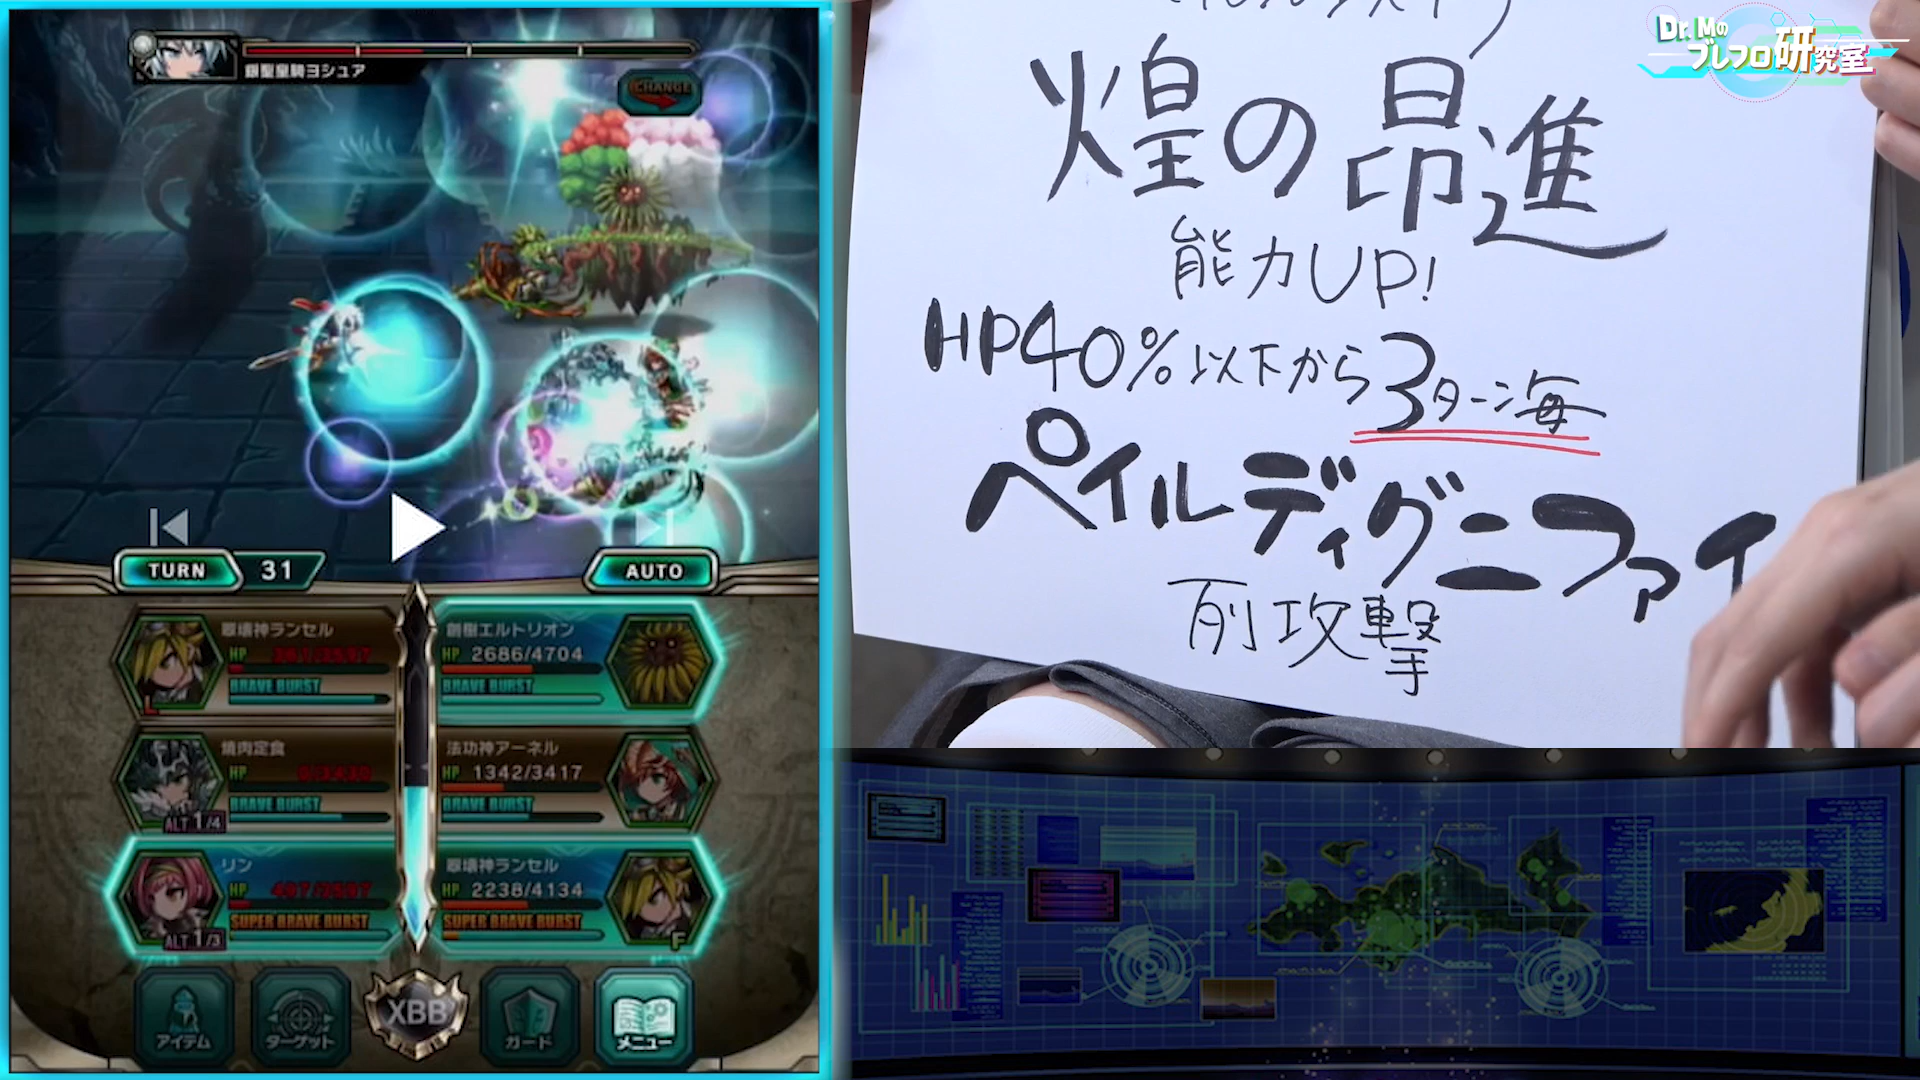 銀聖皇騎ヨシュア
CHANGE
TURN 31
AUTO
翠壊神ランセル
HP
BRAVE BURST
L
創樹エルトリオン
HP 2686/4704
BRAVE BURST
焼肉定食
HP
BRAVE BURST
ALT 1/4
法功神アーネル
HP 1342/3417
BRAVE BURST
リン
HP
SUPER BRAVE BURST
ALT 1/3
翠壊神ランセル
HP 2238/4134
SUPER BRAVE BURST
F
アイテム
ターゲット
XBB
ガード
メニュー
Dr.Mの
ブレフロ研究室
煌の昂進
能力UP!
HP40%以下から3ターン毎
ペイルディグニファイ
前攻撃